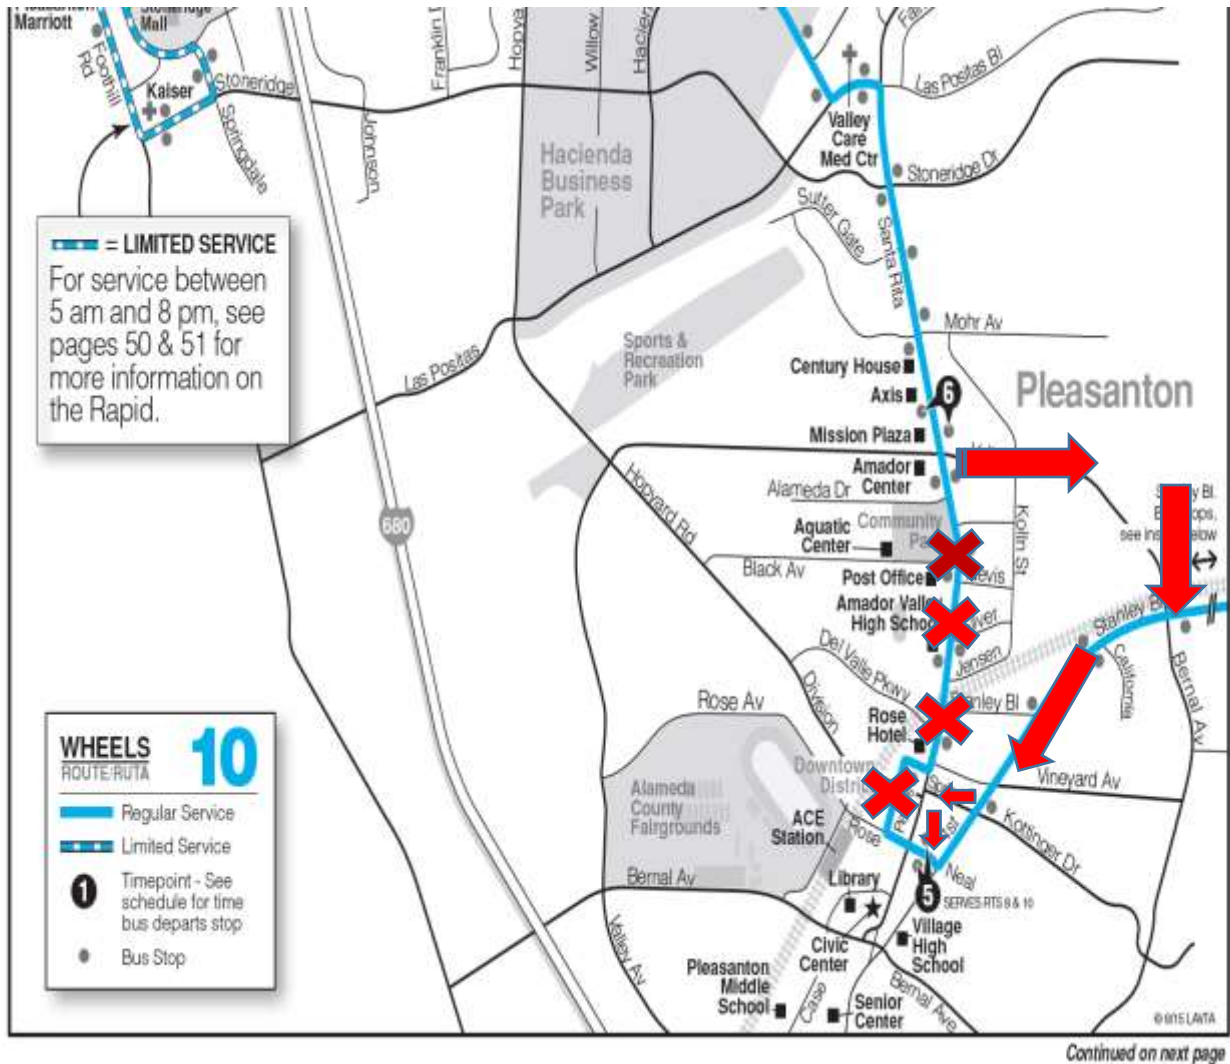 Marriott
Mall
Foothill
Rd
Kaiser
Stoneridge
Springdale
Johnson
Franklin
Willow
Las Positas Bl
Valley
Care
Med Ctr
Stoneridge Dr
Hacienda
Business
Park
Sutter Gate
Santa Rita
= LIMITED SERVICE
For service between
5 am and 8 pm, see
pages 50 & 51 for
more information on
the Rapid.
Mohr Av
Sports &
Recreation
Park
Las Positas
Century House
Axis
6
Pleasanton
Mission Plaza
Amador
Center
Alameda Dr
Hopyard Rd
680
Kolln St
Aquatic
Center
Community
Black Av
Post Office
Amador Valley
High School
Jensen
see below
Stanley Bl
California
Bernal Av
Del Valle Pkwy
Division
Rose Av
Rose
Hotel
Downtown
Vineyard Av
WHEELS 10
ROUTE/RUTA
Regular Service
Limited Service
1 Timepoint - See
schedule for time
bus departs stop
Bus Stop
Alameda
County
Fairgrounds
ACE
Station
Rose
Kottinger Dr
Neal
5 SERVES RTS 8 & 10
Bernal Av
Library
Village
High
School
Civic
Center
Valley Av
Pleasanton
Middle
School
Case
Senior
Center
Bernal Ave
© 8/15 LAVTA
Continued on next page